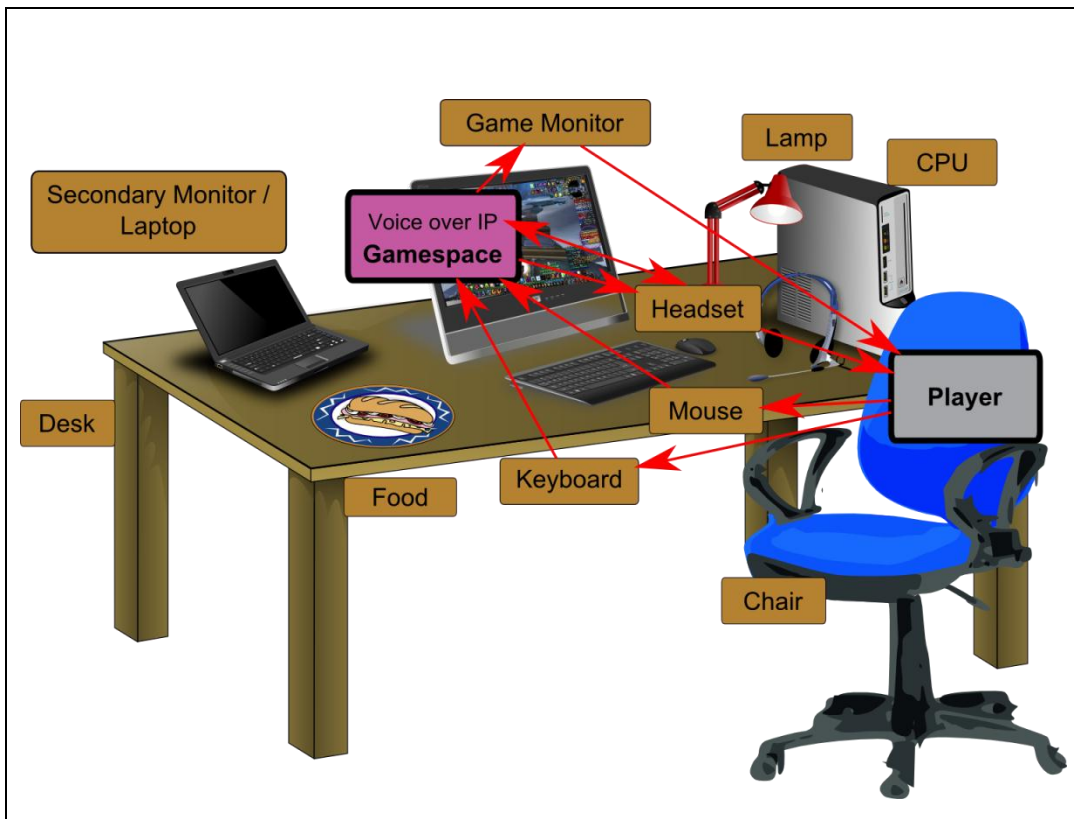 Game Monitor
Lamp
CPU
Secondary Monitor /
Laptop
Voice over IP
Gamespace
Headset
Player
Mouse
Desk
Keyboard
Food
Chair